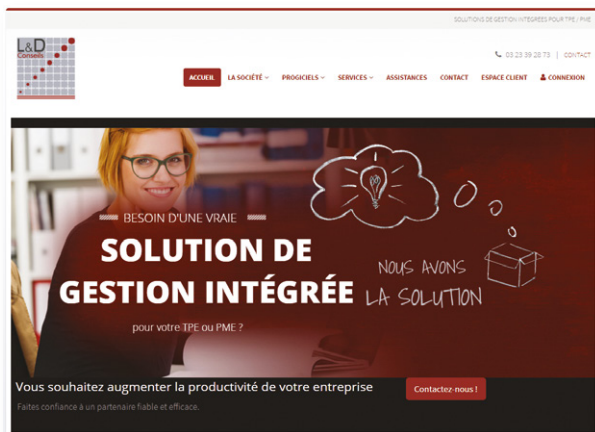 SOLUTIONS DE GESTION INTÉGRÉES POUR TPE / PME
L&D
Conseils
03 23 39 28 73 | CONTACT
ACCUEIL LA SOCIÉTÉ PROGICIELS SERVICES ASSISTANCES CONTACT ESPACE CLIENT CONNEXION
BESOIN D'UNE VRAIE
SOLUTION DE
GESTION INTÉGRÉE
pour votre TPE ou PME ?
NOUS AVONS
LA SOLUTION
Vous souhaitez augmenter la productivité de votre entreprise
Contactez-nous !
Faites confiance à un partenaire fiable et efficace.